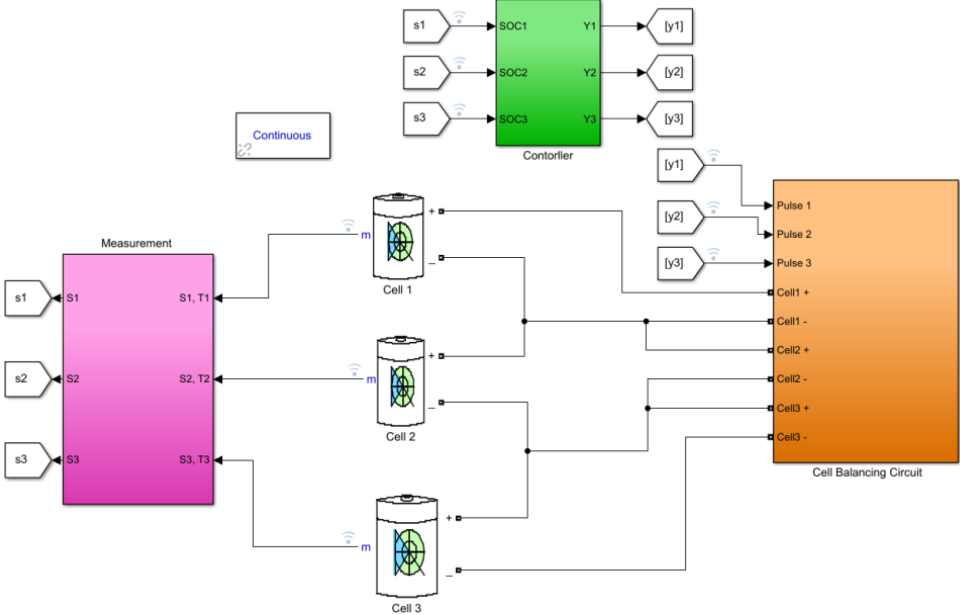 s1
SOC1
Y1
[y1]
s2
SOC2
Y2
[y2]
s3
SOC3
Y3
[y3]
Contorller
Continuous
[y1]
[y2]
[y3]
Pulse 1
Pulse 2
Pulse 3
Cell1 +
Cell1 -
Cell2 +
Cell2 -
Cell3 +
Cell3 -
Cell Balancing Circuit
Measurement
s1
S1
S1, T1
s2
S2
S2, T2
s3
S3
S3, T3
m
+
_
Cell 1
m
+
_
Cell 2
m
+
_
Cell 3